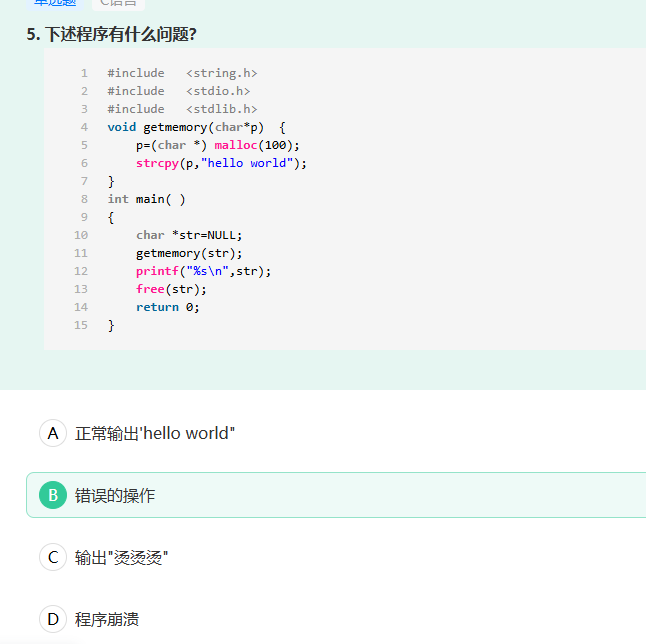 单选题 C语言
5. 下述程序有什么问题?
1 #include   <string.h>
2 #include   <stdio.h>
3 #include   <stdlib.h>
4 void getmemory(char*p)  {
5     p=(char *) malloc(100);
6     strcpy(p,"hello world");
7 }
8 int main( )
9 {
10     char *str=NULL;
11     getmemory(str);
12     printf("%s\n",str);
13     free(str);
14     return 0;
15 }
A 正常输出'hello world"
B 错误的操作
C 输出"烫烫烫"
D 程序崩溃